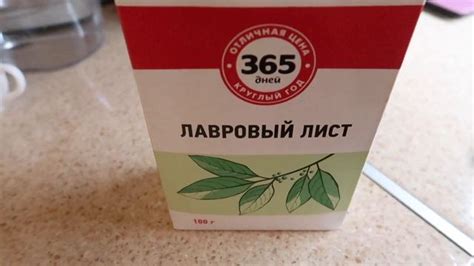 ОТЛИЧНАЯ ЦЕНА
365
дней
КРУГЛЫЙ ГОД
ЛАВРОВЫЙ ЛИСТ
100 г